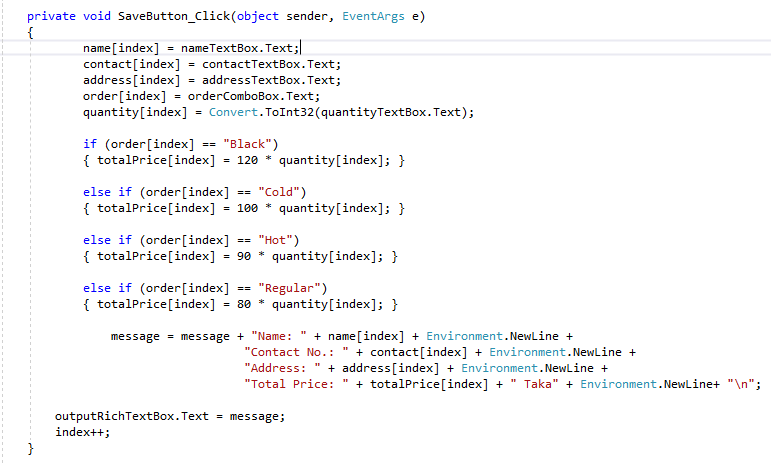 private void SaveButton_Click(object sender, EventArgs e)
{
name[index] = nameTextBox.Text;
contact[index] = contactTextBox.Text;
address[index] = addressTextBox.Text;
order[index] = orderComboBox.Text;
quantity[index] = Convert.ToInt32(quantityTextBox.Text);
if (order[index] == "Black")
{ totalPrice[index] = 120 * quantity[index]; }
else if (order[index] == "Cold")
{ totalPrice[index] = 100 * quantity[index]; }
else if (order[index] == "Hot")
{ totalPrice[index] = 90 * quantity[index]; }
else if (order[index] == "Regular")
{ totalPrice[index] = 80 * quantity[index]; }
message = message + "Name: " + name[index] + Environment.NewLine +
"Contact No.: " + contact[index] + Environment.NewLine +
"Address: " + address[index] + Environment.NewLine +
"Total Price: " + totalPrice[index] + " Taka" + Environment.NewLine+ "\n";
outputRichTextBox.Text = message;
index++;
}